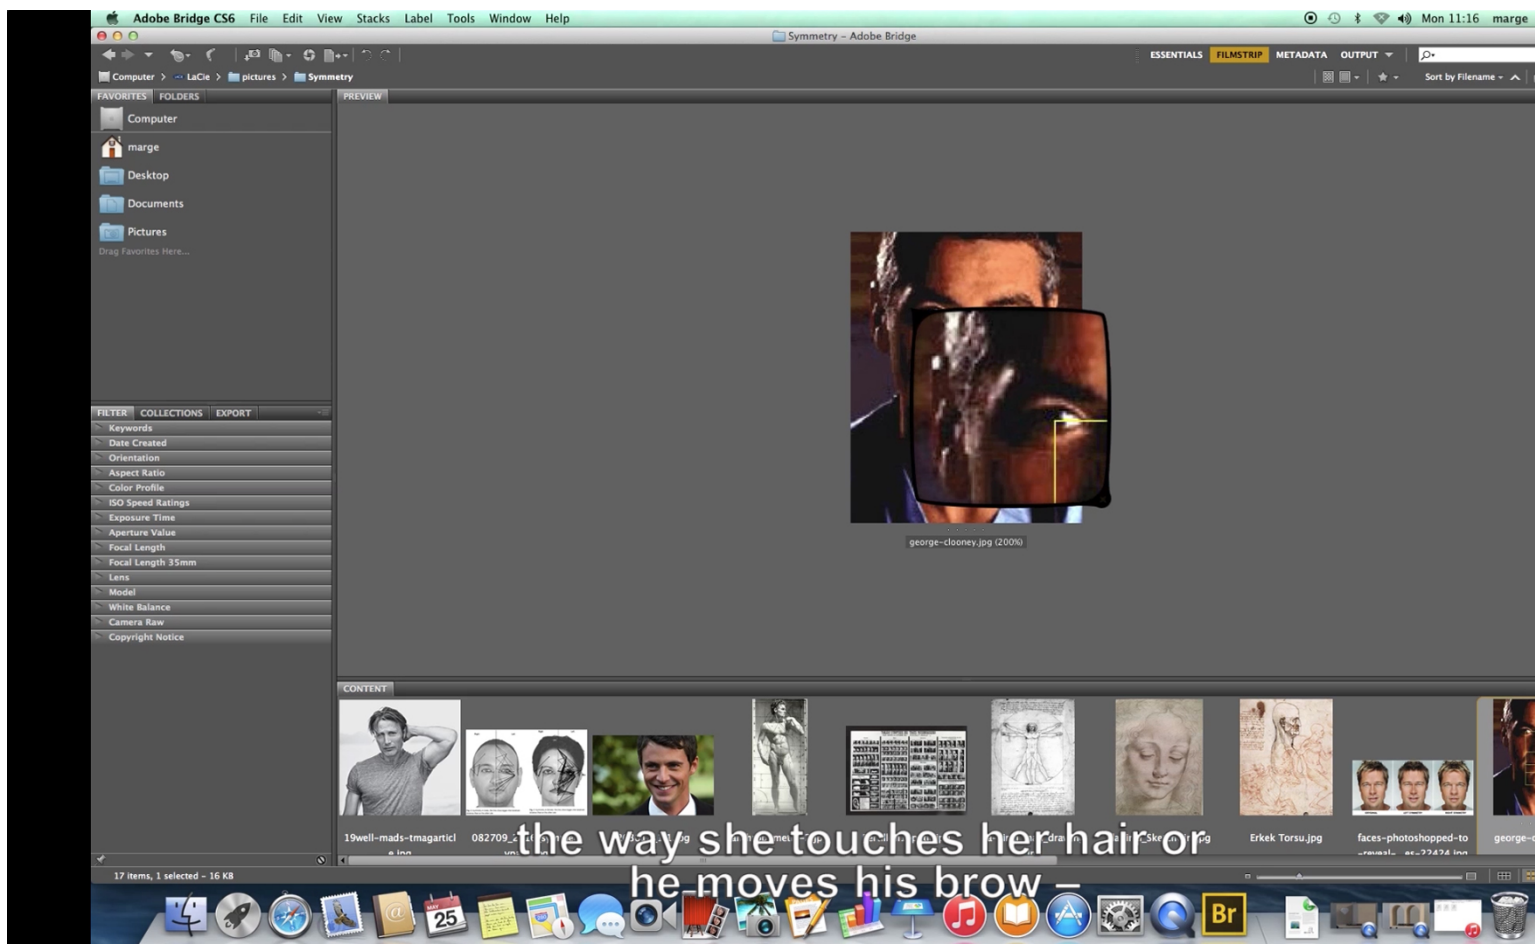 Adobe Bridge CS6 File Edit View Stacks Label Tools Window Help
Mon 11:16 marge
Symmetry – Adobe Bridge
ESSENTIALS FILMSTRIP METADATA OUTPUT
Computer > LaCie > pictures > Symmetry
Sort by Filename
FAVORITES FOLDERS
PREVIEW
Computer
marge
Desktop
Documents
Pictures
Drag Favorites Here...
george-clooney.jpg (200%)
FILTER COLLECTIONS EXPORT
Keywords
Date Created
Orientation
Aspect Ratio
Color Profile
ISO Speed Ratings
Exposure Time
Aperture Value
Focal Length
Focal Length 35mm
Lens
Model
White Balance
Camera Raw
Copyright Notice
CONTENT
19well-mads-tmagarticl
Erkek Torsu.jpg
faces-photoshopped-to
the way she touches her hair or
he moves his brow –
17 items, 1 selected – 16 KB
MAY
25
Br